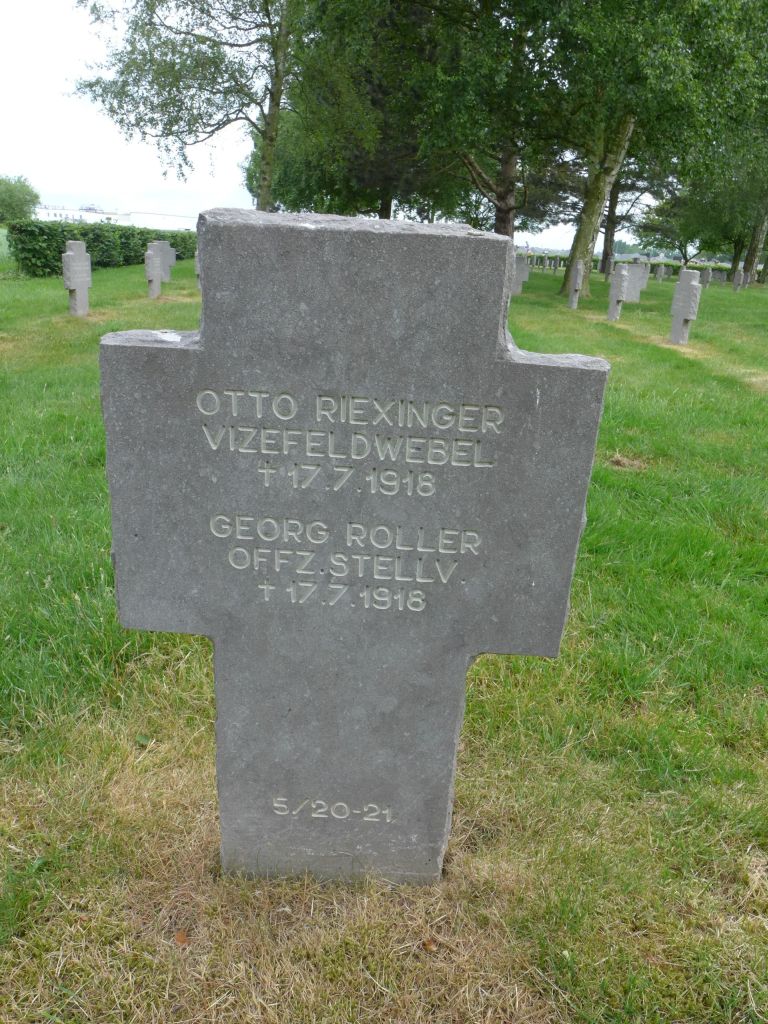 OTTO RIEXINGER
VIZEFELDWEBEL
† 17.7.1918
GEORG ROLLER
OFFZ.STELLV
† 17.7.1918
5/20-21